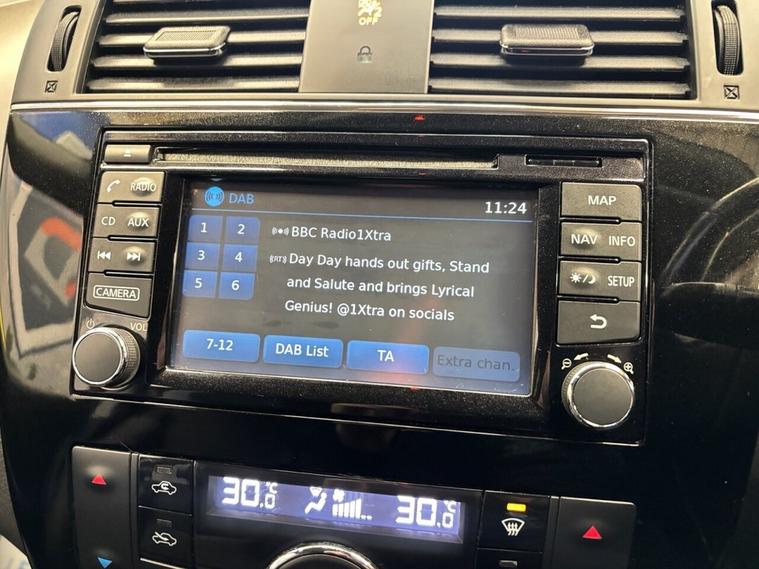 OFF
RADIO
CD AUX
CAMERA
VOL
DAB
11:24
1 2
3 4
5 6
BBC Radio1Xtra
Day Day hands out gifts, Stand
and Salute and brings Lyrical
Genius! @1Xtra on socials
7-12
DAB List
TA
Extra chan.
MAP
NAV INFO
SETUP
30.0 °C
30.0 °C